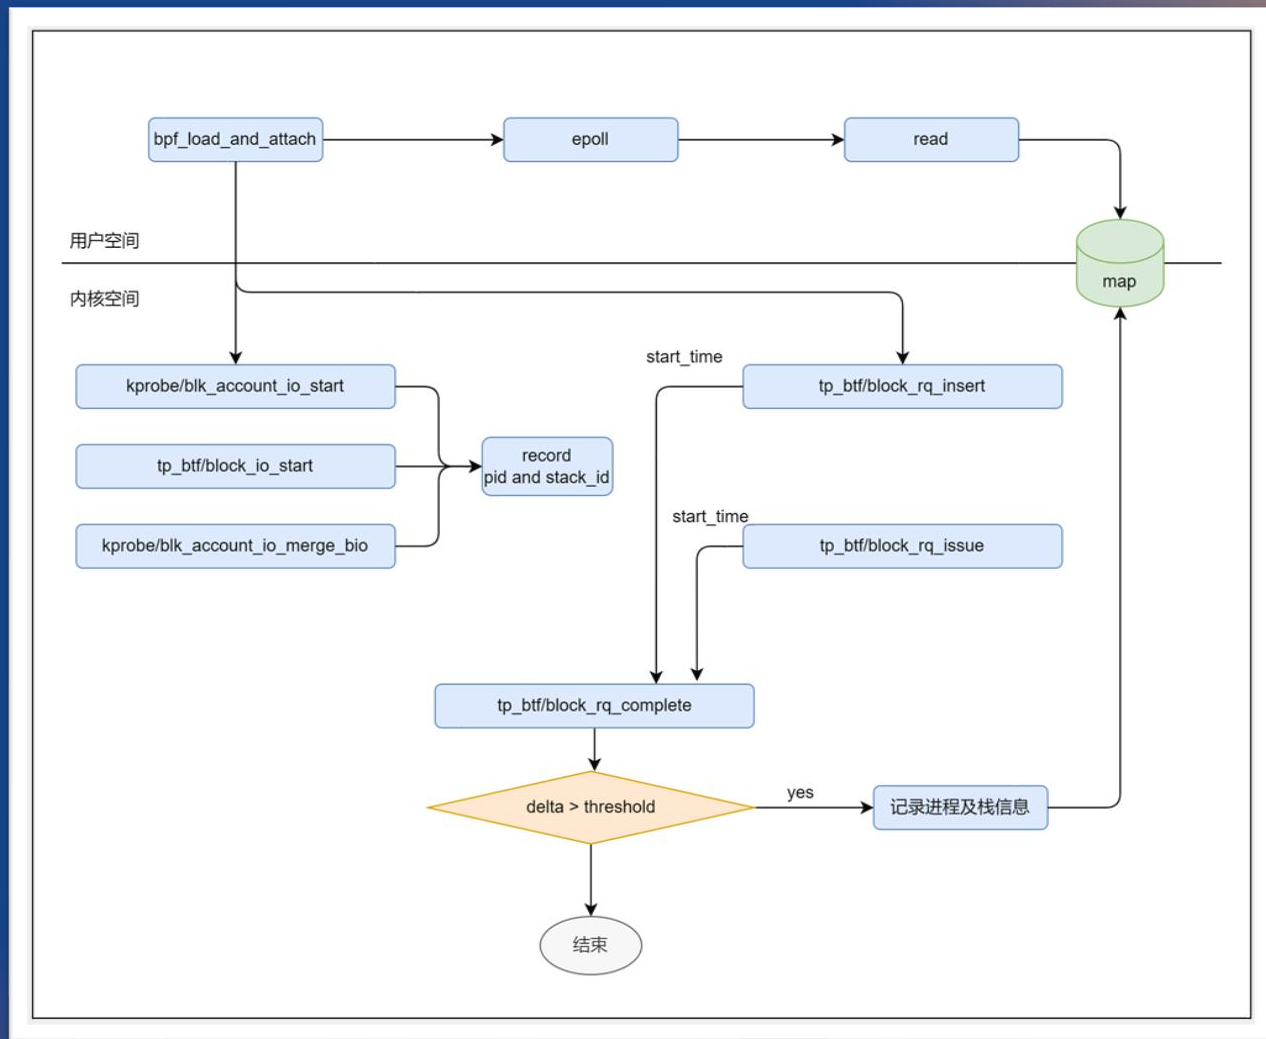 bpf_load_and_attach
epoll
read
用户空间
map
内核空间
start_time
kprobe/blk_account_io_start
tp_btf/block_rq_insert
record
pid and stack_id
tp_btf/block_io_start
start_time
kprobe/blk_account_io_merge_bio
tp_btf/block_rq_issue
tp_btf/block_rq_complete
delta > threshold
yes
记录进程及栈信息
结束